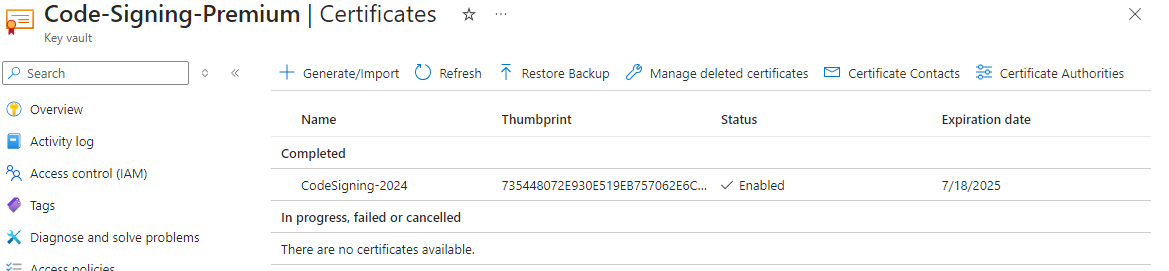 Code-Signing-Premium | Certificates
Key vault
Search
Generate/Import Refresh Restore Backup Manage deleted certificates Certificate Contacts Certificate Authorities
Overview
Activity log
Access control (IAM)
Tags
Diagnose and solve problems
Access policies
Name Thumbprint Status Expiration date
Completed
CodeSigning-2024 735448072E930E519EB757062E6C... Enabled 7/18/2025
In progress, failed or cancelled
There are no certificates available.